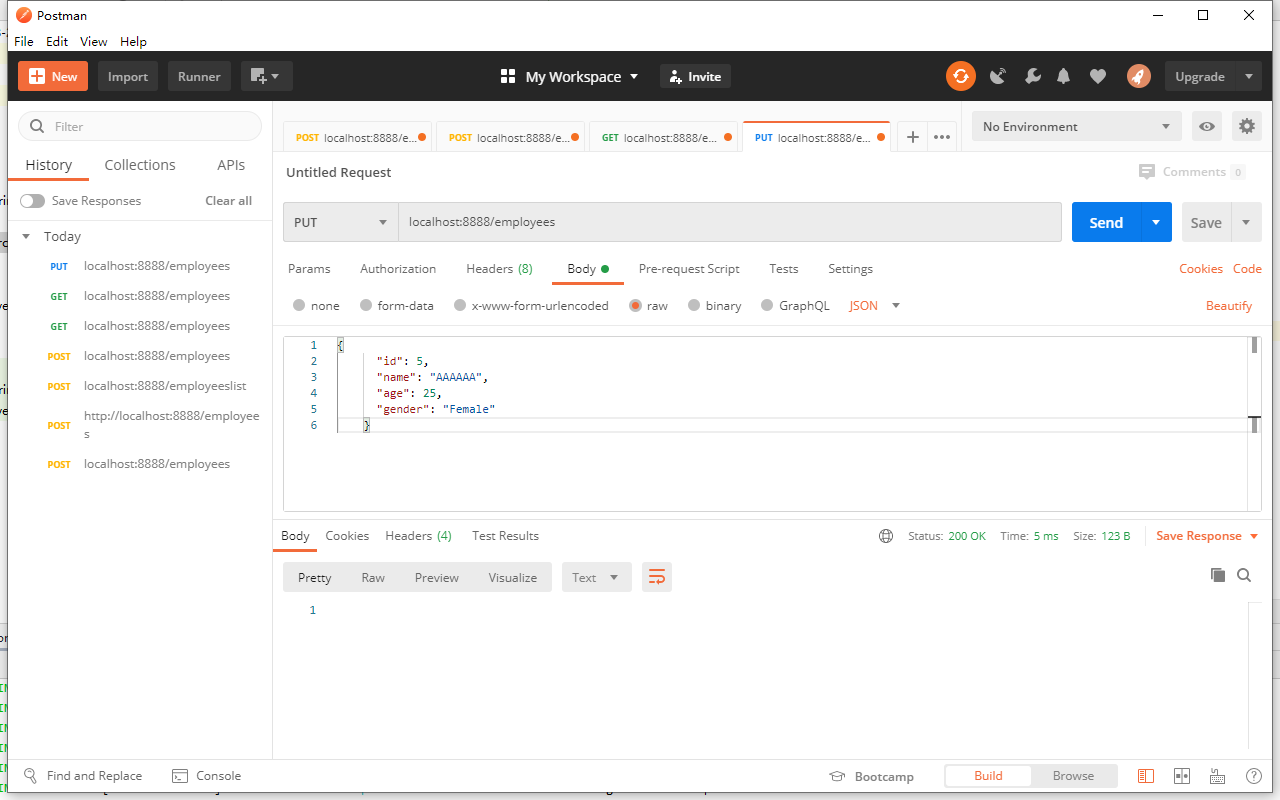 Postman
File Edit View Help
New Import Runner My Workspace Invite Upgrade
Filter
History Collections APIs
Save Responses Clear all
Today
PUT localhost:8888/employees
GET localhost:8888/employees
GET localhost:8888/employees
POST localhost:8888/employees
POST localhost:8888/employeeslist
POST http://localhost:8888/employee
s
POST localhost:8888/employees
POST localhost:8888/e... POST localhost:8888/e... GET localhost:8888/e... PUT localhost:8888/e... No Environment
Untitled Request Comments 0
PUT localhost:8888/employees Send Save
Params Authorization Headers (8) Body Pre-request Script Tests Settings Cookies Code
none form-data x-www-form-urlencoded raw binary GraphQL JSON Beautify
1 {
2 "id": 5,
3 "name": "AAAAAA",
4 "age": 25,
5 "gender": "Female"
6 }
Body Cookies Headers (4) Test Results Status: 200 OK Time: 5 ms Size: 123 B Save Response
Pretty Raw Preview Visualize Text
1
Find and Replace Console Bootcamp Build Browse